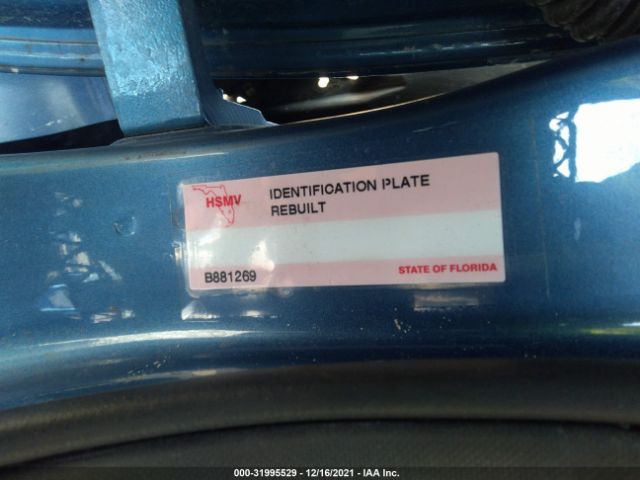 HSMV
IDENTIFICATION PLATE
REBUILT
B881269
STATE OF FLORIDA
000-31995529 - 12/16/2021 - IAA Inc.